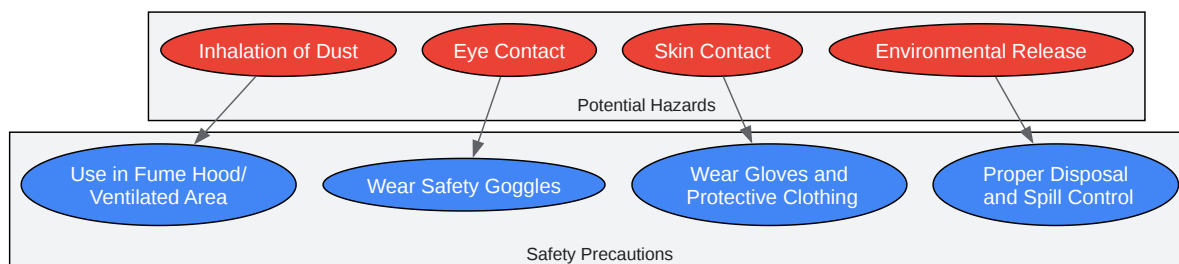 Inhalation of Dust
Eye Contact
Skin Contact
Environmental Release
Potential Hazards
Use in Fume Hood/
Ventilated Area
Wear Safety Goggles
Wear Gloves and
Protective Clothing
Proper Disposal
and Spill Control
Safety Precautions